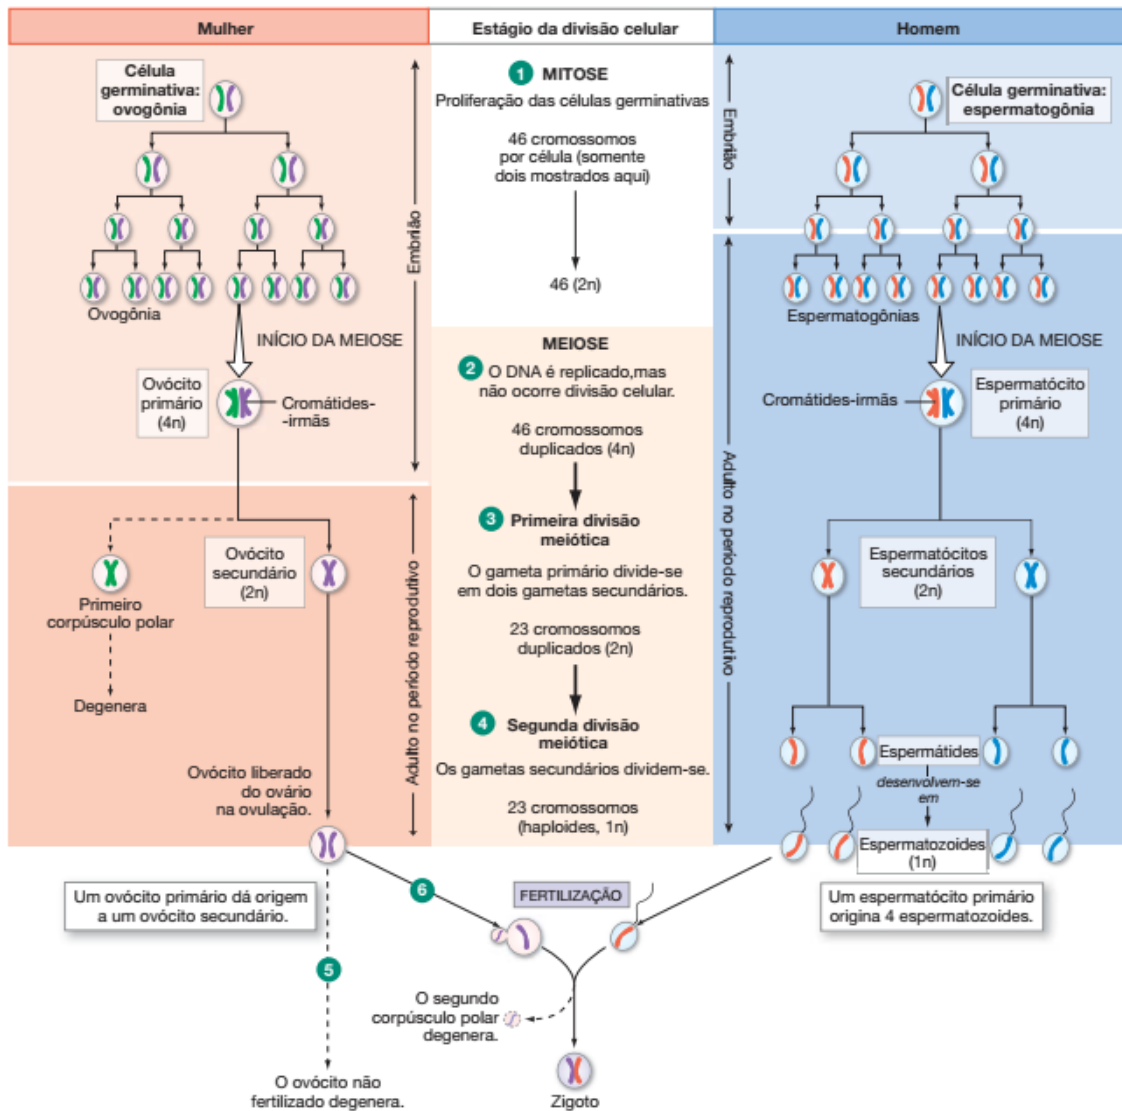 Mulher
Estágio da divisão celular
Homem
Célula
germinativa:
ovogônia
Embrião
1
MITOSE
Proliferação das células germinativas
46 cromossomos
por célula (somente
dois mostrados aqui)
46 (2n)
Embrião
Célula germinativa:
espermatogônia
Ovogônia
INÍCIO DA MEIOSE
Espermatogônias
INÍCIO DA MEIOSE
Ovócito
primário
(4n)
Cromátides-
-irmãs
MEIOSE
2
O DNA é replicado,mas
não ocorre divisão celular.
46 cromossomos
duplicados (4n)
Cromátides-irmãs
Espermatócito
primário
(4n)
Adulto no período reprodutivo
Adulto no período reprodutivo
Ovócito
secundário
(2n)
Primeiro
corpúsculo polar
Degenera
3
Primeira divisão
meiótica
O gameta primário divide-se
em dois gametas secundários.
23 cromossomos
duplicados (2n)
Espermatócitos
secundários
(2n)
4
Segunda divisão
meiótica
Os gametas secundários dividem-se.
23 cromossomos
(haploides, 1n)
Ovócito liberado
do ovário
na ovulação.
Espermátides
desenvolvem-se
em
Espermatozoides
(1n)
Um ovócito primário dá origem
a um ovócito secundário.
6
FERTILIZAÇÃO
Um espermatócito primário
origina 4 espermatozoides.
5
O segundo
corpúsculo polar
degenera.
O ovócito não
fertilizado degenera.
Zigoto